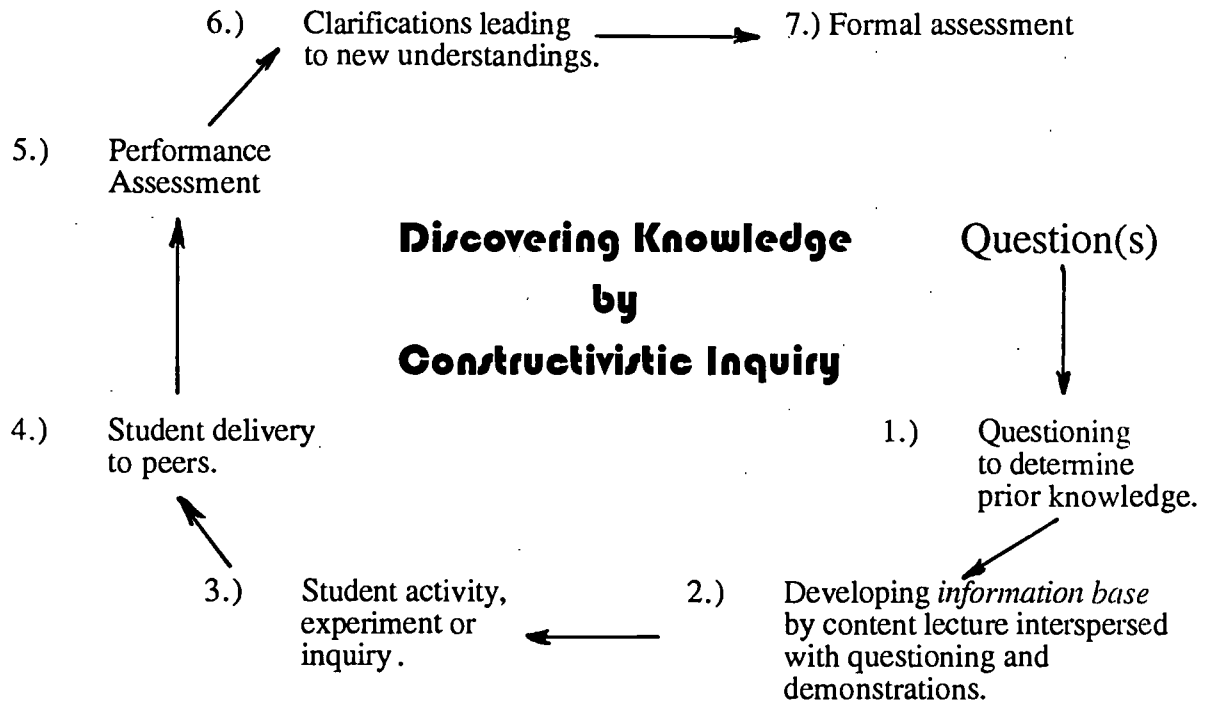 6.) Clarifications leading
to new understandings.
7.) Formal assessment
5.) Performance
Assessment
Discovering Knowledge
by
Constructivistic Inquiry
Question(s)
4.) Student delivery
to peers.
1.) Questioning
to determine
prior knowledge.
3.) Student activity,
experiment or
inquiry.
2.) Developing information base
by content lecture interspersed
with questioning and
demonstrations.